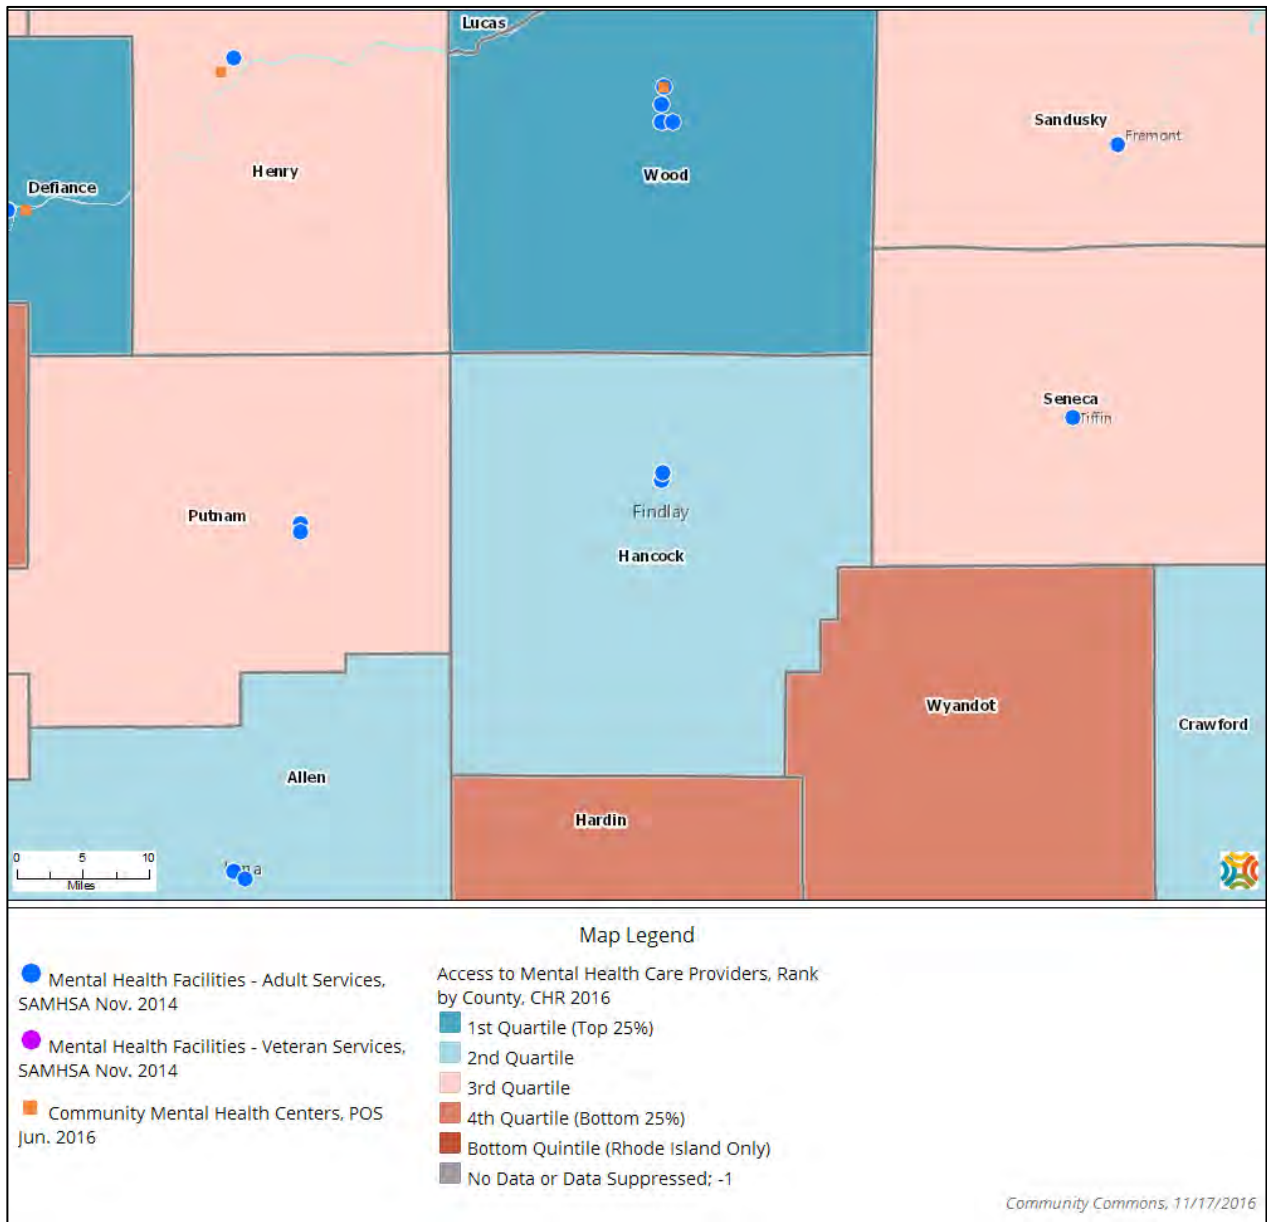 Lucas
Sandusky
Fremont
Henry
Wood
Defiance
Seneca
Tiffin
Putnam
Findlay
Hancock
Wyandot
Crawford
Allen
Hardin
0 5 10
Miles
Map Legend
Mental Health Facilities - Adult Services,
SAMHSA Nov. 2014
Mental Health Facilities - Veteran Services,
SAMHSA Nov. 2014
Community Mental Health Centers, POS
Jun. 2016
Access to Mental Health Care Providers, Rank
by County, CHR 2016
1st Quartile (Top 25%)
2nd Quartile
3rd Quartile
4th Quartile (Bottom 25%)
Bottom Quintile (Rhode Island Only)
No Data or Data Suppressed; -1
Community Commons, 11/17/2016